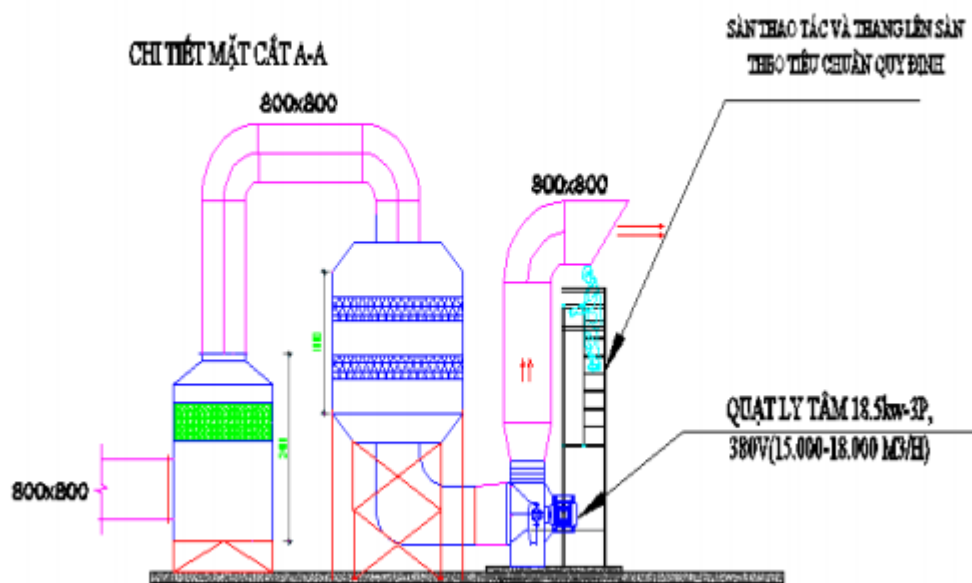 CHI TIẾT MẶT CẮT A-A
SÀN THAO TÁC VÀ THANG LÊN SÀN
THEO TIÊU CHUẨN QUY ĐỊNH
800x800
800x800
800x800
QUẠT LY TÂM 18.5kw-3P,
380V(15.000-18.000 M3/H)